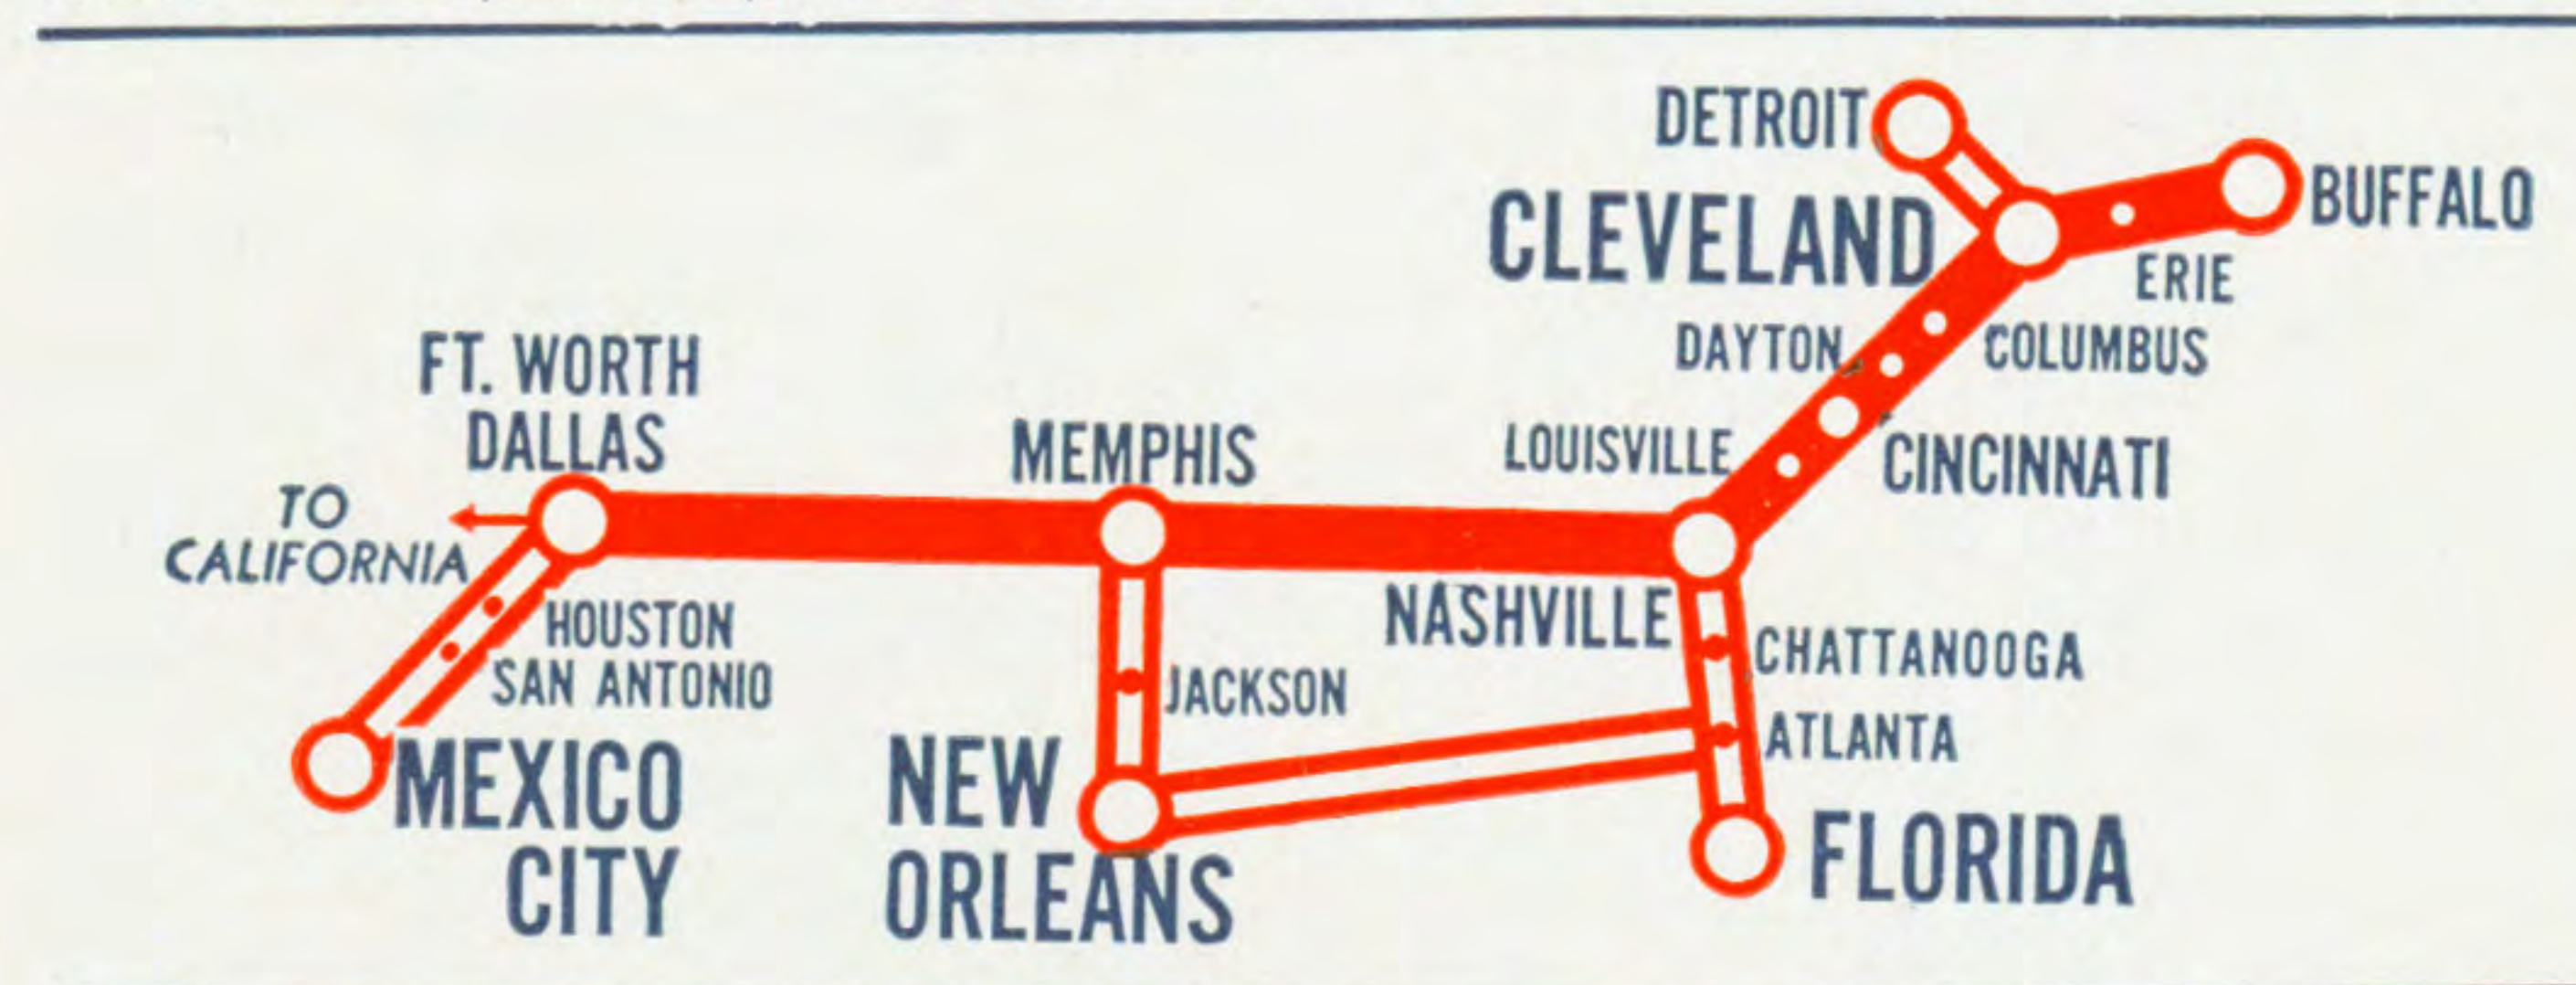 DETROIT
BUFFALO
CLEVELAND
ERIE
DAYTON
COLUMBUS
FT. WORTH
DALLAS
MEMPHIS
LOUISVILLE
CINCINNATI
TO
CALIFORNIA
HOUSTON
NASHVILLE
CHATTANOOGA
SAN ANTONIO
JACKSON
ATLANTA
MEXICO
CITY
NEW
ORLEANS
FLORIDA